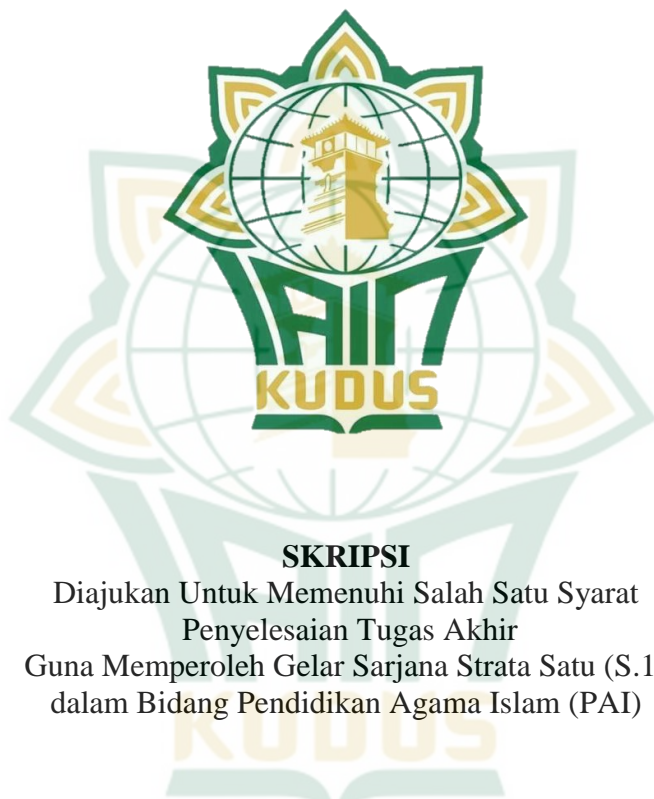 IAIN
KUDUS
SKRIPSI
Diajukan Untuk Memenuhi Salah Satu Syarat
Penyelesaian Tugas Akhir
Guna Memperoleh Gelar Sarjana Strata Satu (S.1
dalam Bidang Pendidikan Agama Islam (PAI)
KUDUS